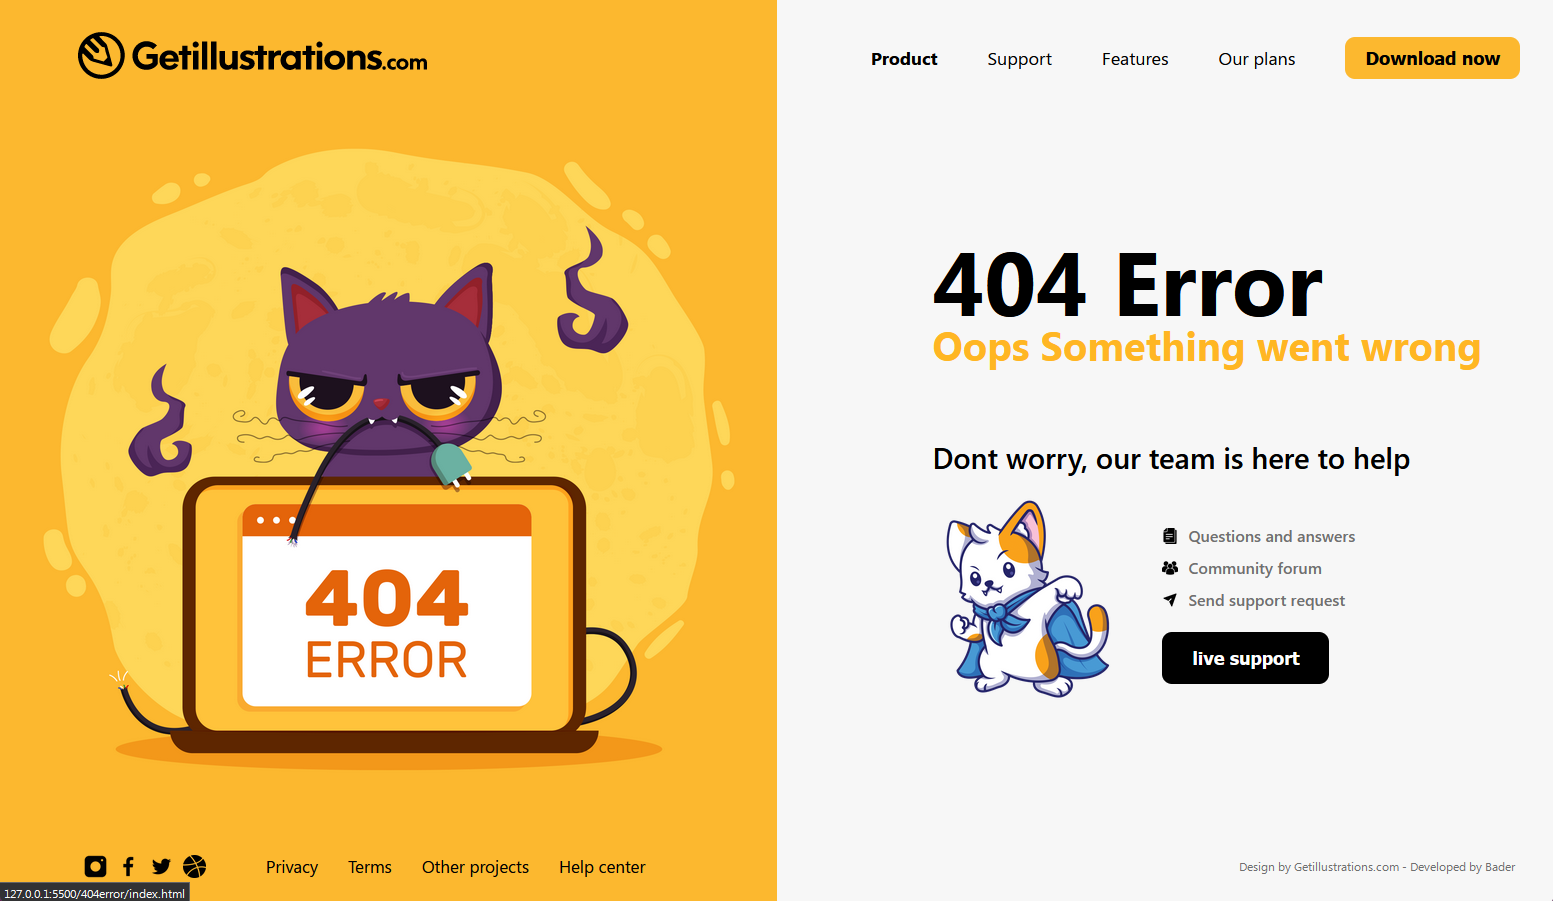 Getillustrations.com
Product Support Features Our plans Download now
404
ERROR
404 Error
Oops Something went wrong
Dont worry, our team is here to help
Questions and answers
Community forum
Send support request
live support
Privacy Terms Other projects Help center
Design by Getillustrations.com - Developed by Bader
127.0.0.1:5500/404error/index.html